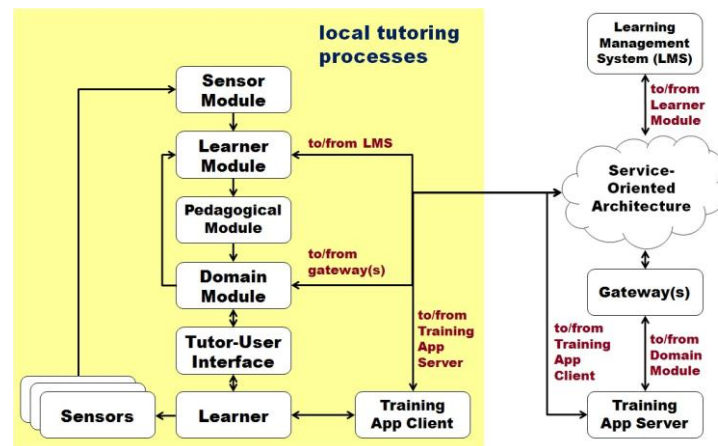 local tutoring
processes
Sensor
Module
Learner
Module
to/from LMS
Pedagogical
Module
to/from
gateway(s)
Domain
Module
to/from
Training
App
Server
Tutor-User
Interface
Sensors
Learner
Training
App Client
Learning
Management
System (LMS)
to/from
Learner
Module
Service-
Oriented
Architecture
Gateway(s)
to/from
Training
App
Client
to/from
Domain
Module
Training
App Server